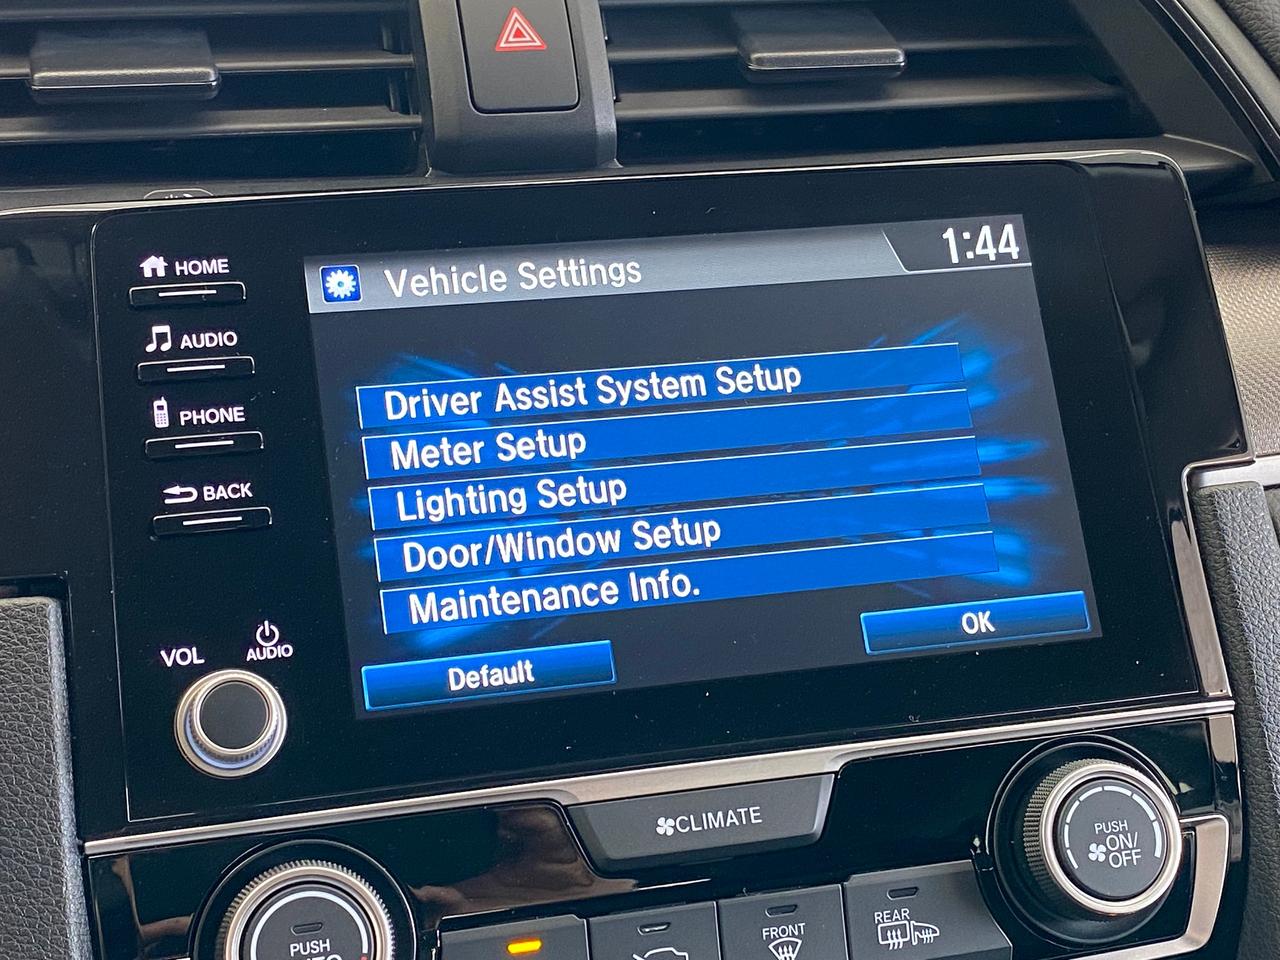 HOME
AUDIO
PHONE
BACK
VOL
AUDIO
Vehicle Settings
1:44
Driver Assist System Setup
Meter Setup
Lighting Setup
Door/Window Setup
Maintenance Info.
Default
OK
CLIMATE
PUSH
ON/
OFF
PUSH
FRONT
REAR